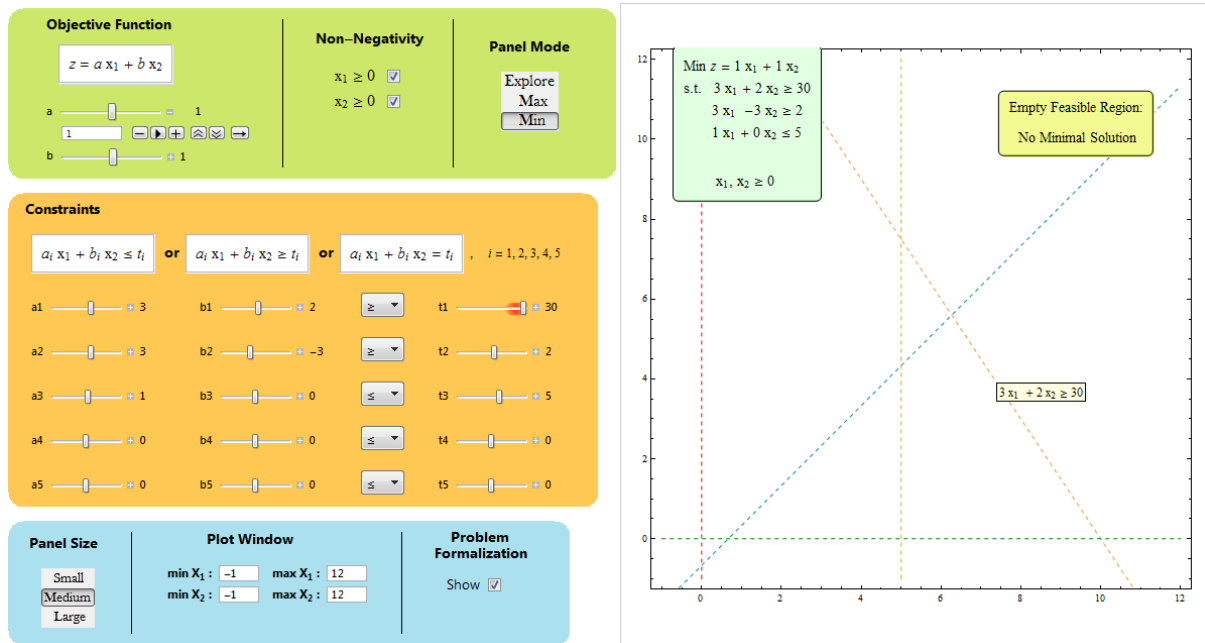 Objective Function
z = a x₁ + b x₂
a 1
1
b 1
Non–Negativity
x₁ ≥ 0
x₂ ≥ 0
Panel Mode
Explore
Max
Min
Constraints
aᵢ x₁ + bᵢ x₂ ≤ tᵢ or aᵢ x₁ + bᵢ x₂ ≥ tᵢ or aᵢ x₁ + bᵢ x₂ = tᵢ , i = 1, 2, 3, 4, 5
a1 3 b1 2 ≥ t1 30
a2 3 b2 −3 ≥ t2 2
a3 1 b3 0 ≤ t3 5
a4 0 b4 0 ≤ t4 0
a5 0 b5 0 ≤ t5 0
Panel Size
Small
Medium
Large
Plot Window
min X₁ : −1 max X₁ : 12
min X₂ : −1 max X₂ : 12
Problem
Formalization
Show
Min z = 1 x₁ + 1 x₂
s.t. 3 x₁ + 2 x₂ ≥ 30
3 x₁ −3 x₂ ≥ 2
1 x₁ + 0 x₂ ≤ 5
x₁, x₂ ≥ 0
Empty Feasible Region:
No Minimal Solution
3 x₁ + 2 x₂ ≥ 30
12
10
8
6
4
2
0
0 2 4 6 8 10 12